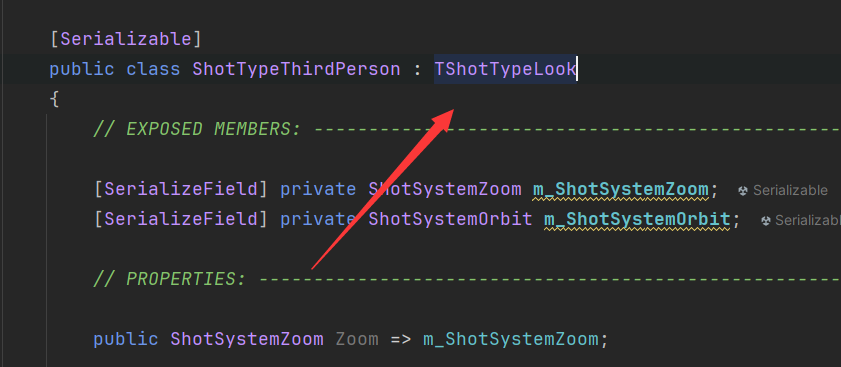 [Serializable]
public class ShotTypeThirdPerson : TShotTypeLook
{
// EXPOSED MEMBERS: ------------------------------------------------
[SerializeField] private ShotSystemZoom m_ShotSystemZoom; Serializable
[SerializeField] private ShotSystemOrbit m_ShotSystemOrbit; Serializab
// PROPERTIES: -----------------------------------------------------
public ShotSystemZoom Zoom => m_ShotSystemZoom;